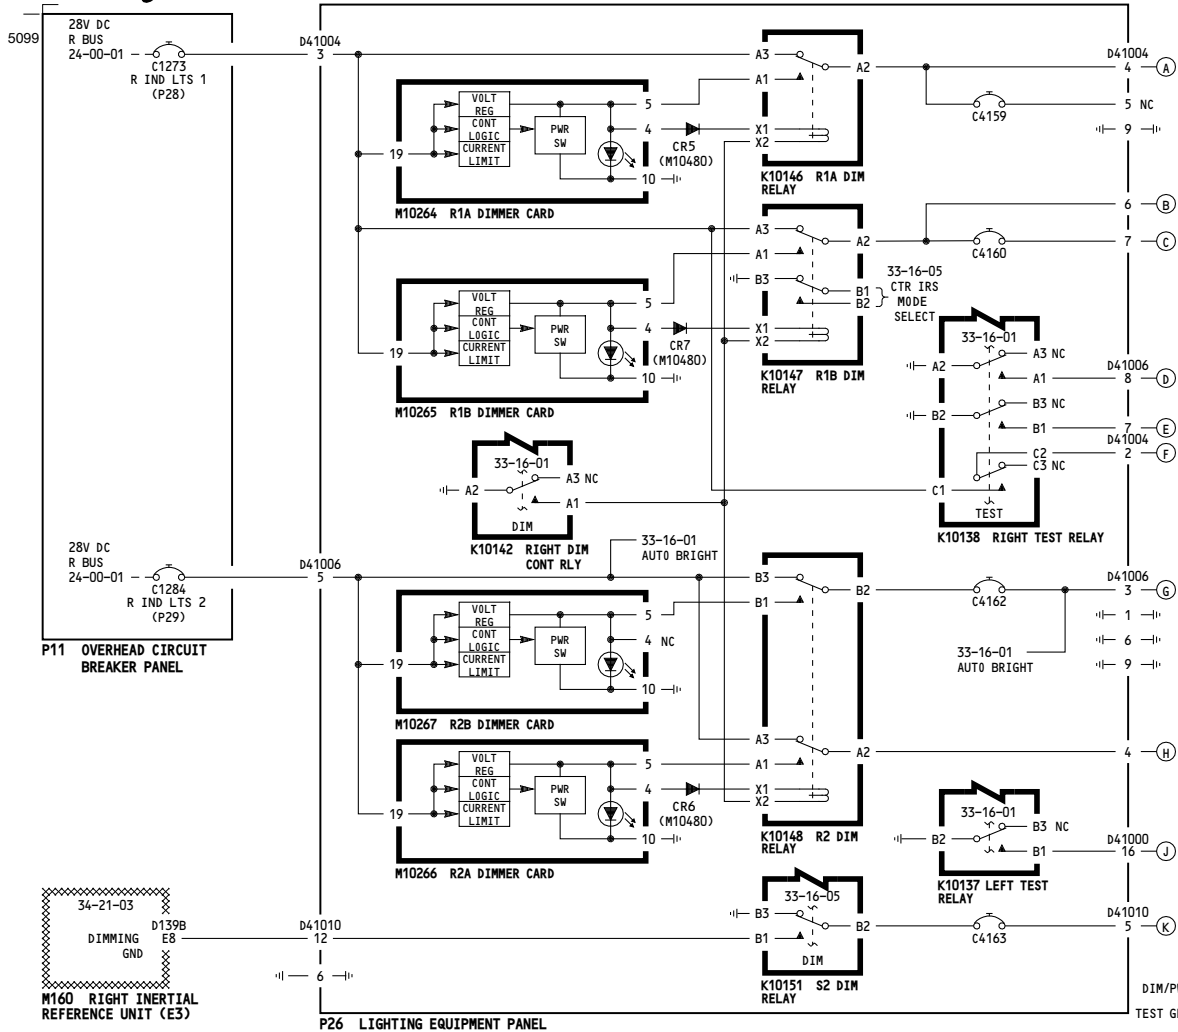 5099
28V DC
R BUS
24-00-01
C1273
R IND LTS 1
(P28)
28V DC
R BUS
24-00-01
C1284
R IND LTS 2
(P29)
P11 OVERHEAD CIRCUIT
BREAKER PANEL
34-21-03
D139B
DIMMING E8
GND
M160 RIGHT INERTIAL
REFERENCE UNIT (E3)
D41004
3
D41006
5
D41010
12
6
19
VOLT
REG
CONT
LOGIC
CURRENT
LIMIT
PWR
SW
5
4
10
CR5
(M10480)
M10264 R1A DIMMER CARD
19
VOLT
REG
CONT
LOGIC
CURRENT
LIMIT
PWR
SW
5
4
10
CR7
(M10480)
M10265 R1B DIMMER CARD
33-16-01
A2
A3 NC
A1
DIM
K10142 RIGHT DIM
CONT RLY
33-16-01
AUTO BRIGHT
19
VOLT
REG
CONT
LOGIC
CURRENT
LIMIT
PWR
SW
5
4 NC
10
M10267 R2B DIMMER CARD
19
VOLT
REG
CONT
LOGIC
CURRENT
LIMIT
PWR
SW
5
4
10
CR6
(M10480)
M10266 R2A DIMMER CARD
A3
A1
A2
X1
X2
K10146 R1A DIM
RELAY
A3
A1
A2
B3
B1
B2
X1
X2
K10147 R1B DIM
RELAY
33-16-05
CTR IRS
MODE
SELECT
B3
B1
B2
A3
A1
A2
X1
X2
K10148 R2 DIM
RELAY
33-16-05
B3
B1
B2
DIM
K10151 S2 DIM
RELAY
C4159
C4160
33-16-01
A2
A3 NC
A1
B2
B3 NC
B1
C2
C3 NC
C1
TEST
K10138 RIGHT TEST RELAY
C4162
33-16-01
AUTO BRIGHT
33-16-01
B2
B3 NC
B1
K10137 LEFT TEST
RELAY
C4163
D41004
4 A
5 NC
9
6 B
7 C
D41006
8 D
7 E
D41004
2 F
D41006
3 G
1
6
9
4 H
D41000
16 J
D41010
5 K
P26 LIGHTING EQUIPMENT PANEL